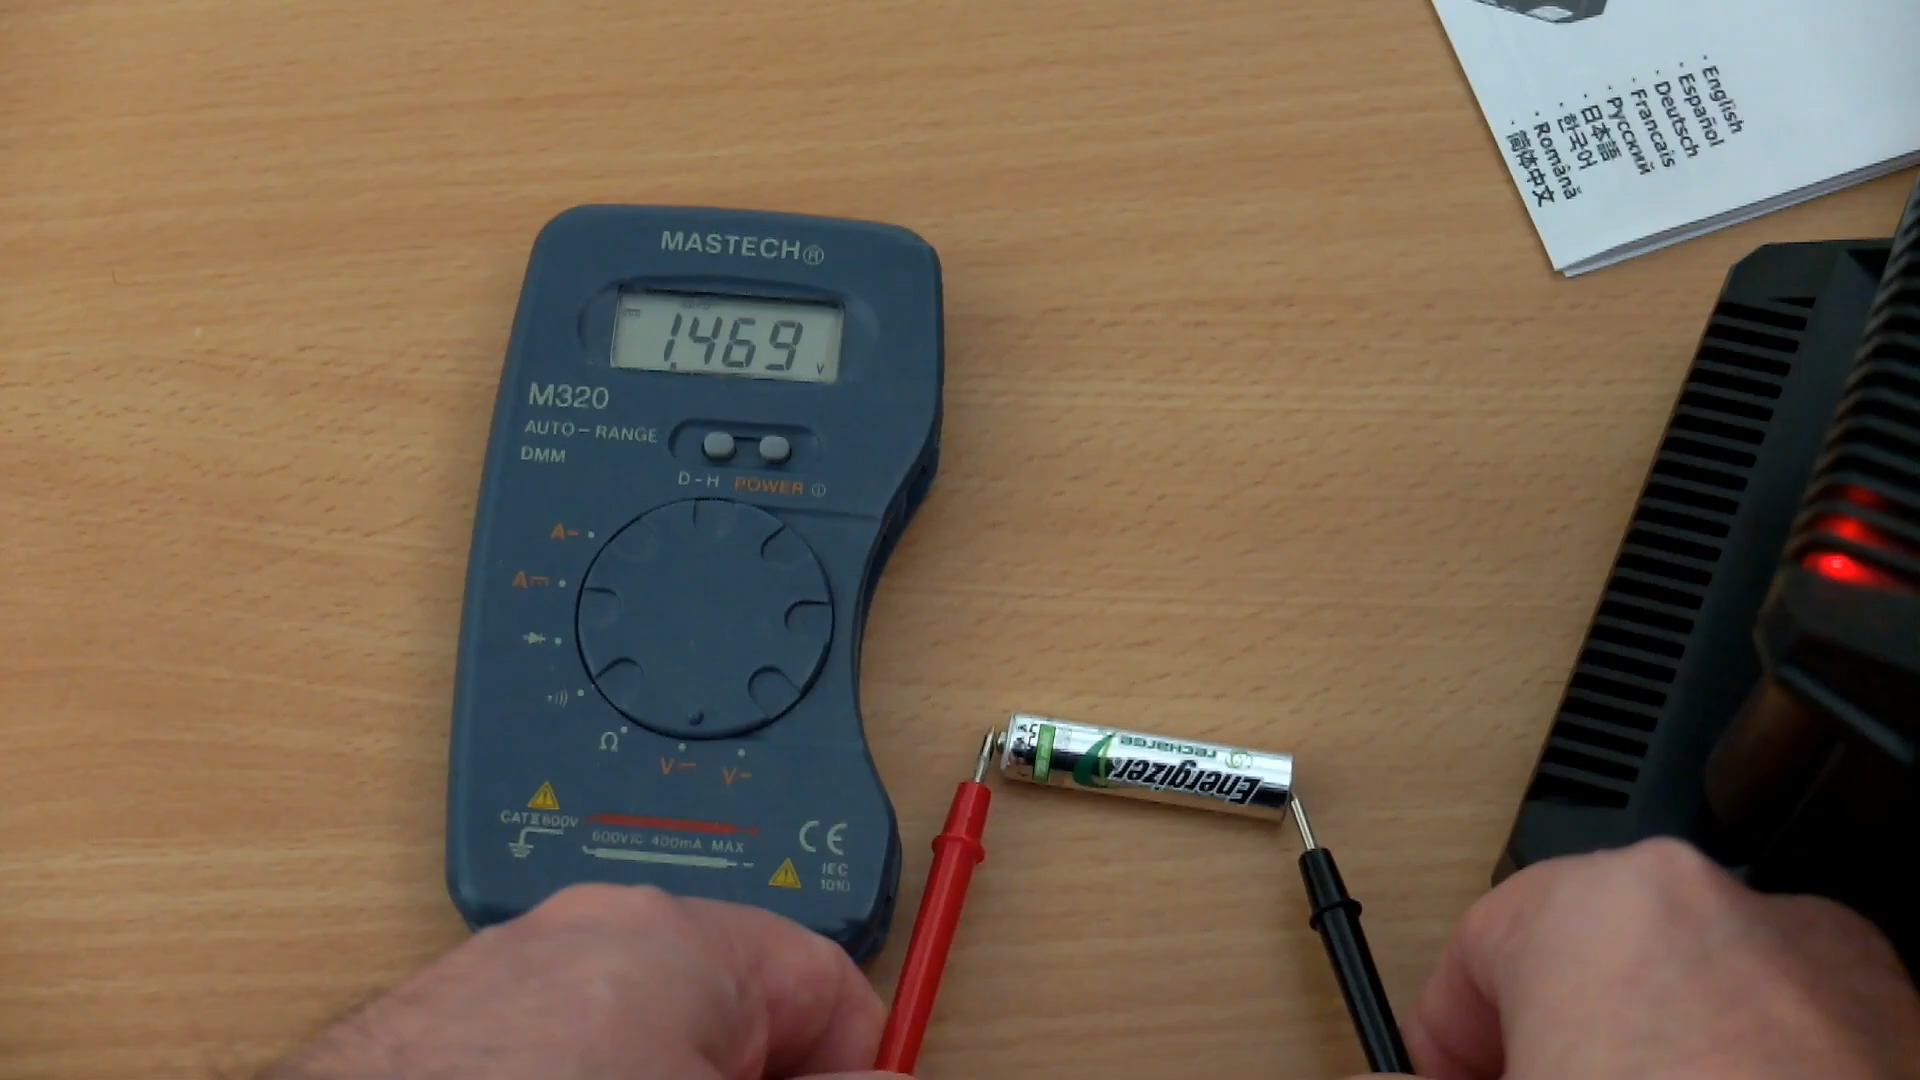 MASTECH®
1.469
V
M320
AUTO-RANGE
DMM
D-H POWER
A~
A⎓
Ω
V⎓
V~
CAT II 600V
600V 400mA MAX
CE
IEC
1010
Energizer
recharge
· English
· Español
· Deutsch
· Francais
· Русский
· 日本語
· 한국어
· Română
· 简体中文